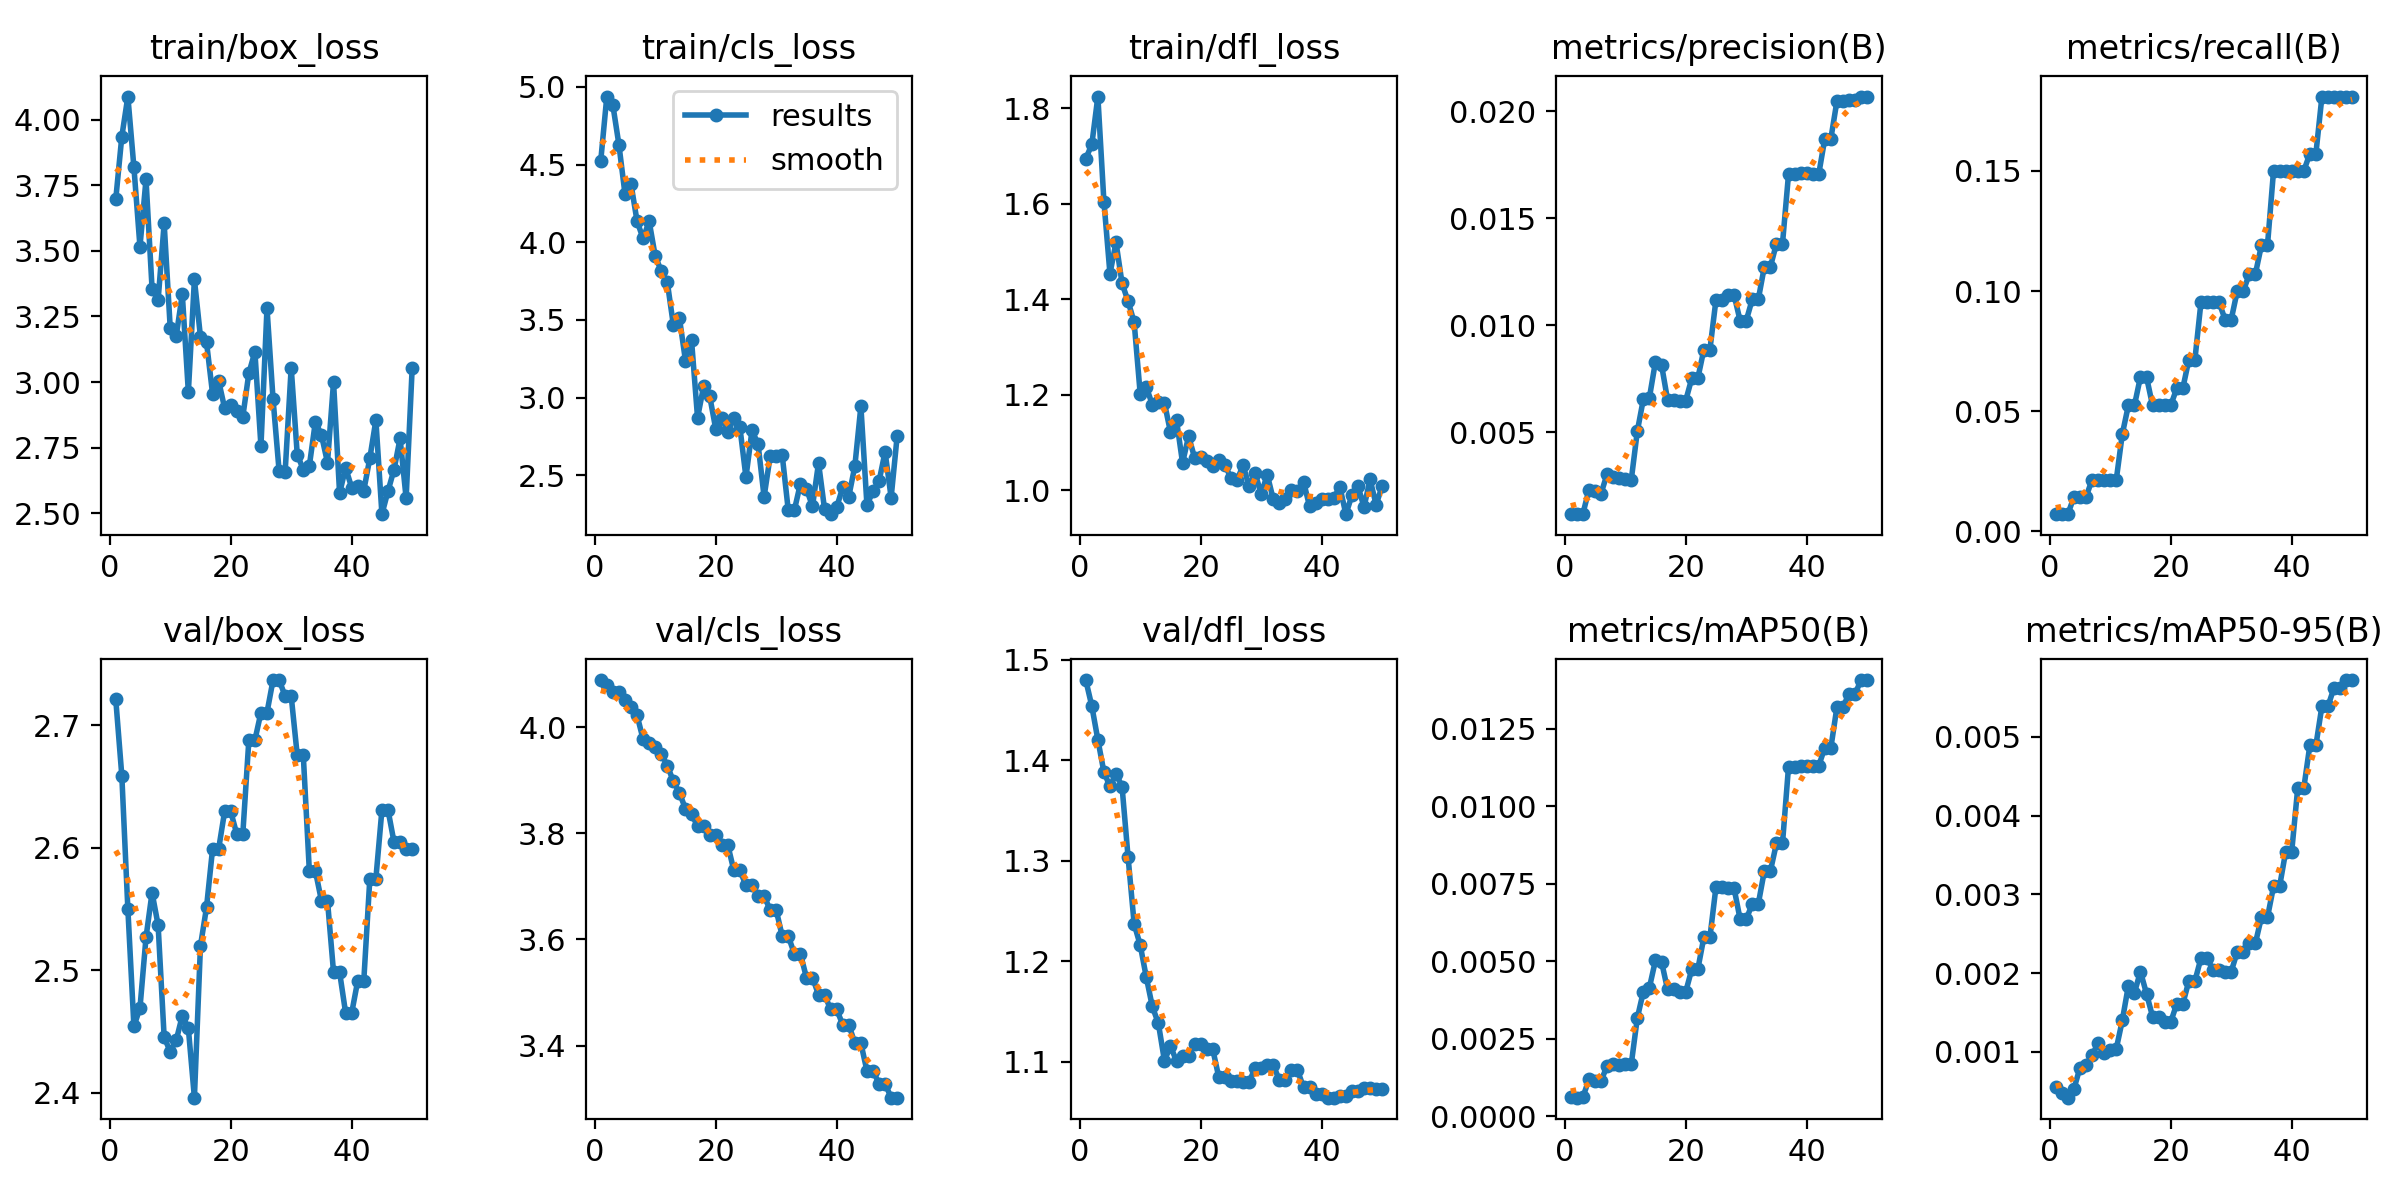 train/box_loss
train/cls_loss
train/dfl_loss
metrics/precision(B)
metrics/recall(B)
4.00
3.75
3.50
3.25
3.00
2.75
2.50
0 20 40
5.0
4.5
4.0
3.5
3.0
2.5
0 20 40
results
smooth
1.8
1.6
1.4
1.2
1.0
0 20 40
0.020
0.015
0.010
0.005
0 20 40
0.15
0.10
0.05
0.00
0 20 40
val/box_loss
val/cls_loss
val/dfl_loss
metrics/mAP50(B)
metrics/mAP50-95(B)
2.7
2.6
2.5
2.4
0 20 40
4.0
3.8
3.6
3.4
0 20 40
1.5
1.4
1.3
1.2
1.1
0 20 40
0.0125
0.0100
0.0075
0.0050
0.0025
0.0000
0 20 40
0.005
0.004
0.003
0.002
0.001
0 20 40